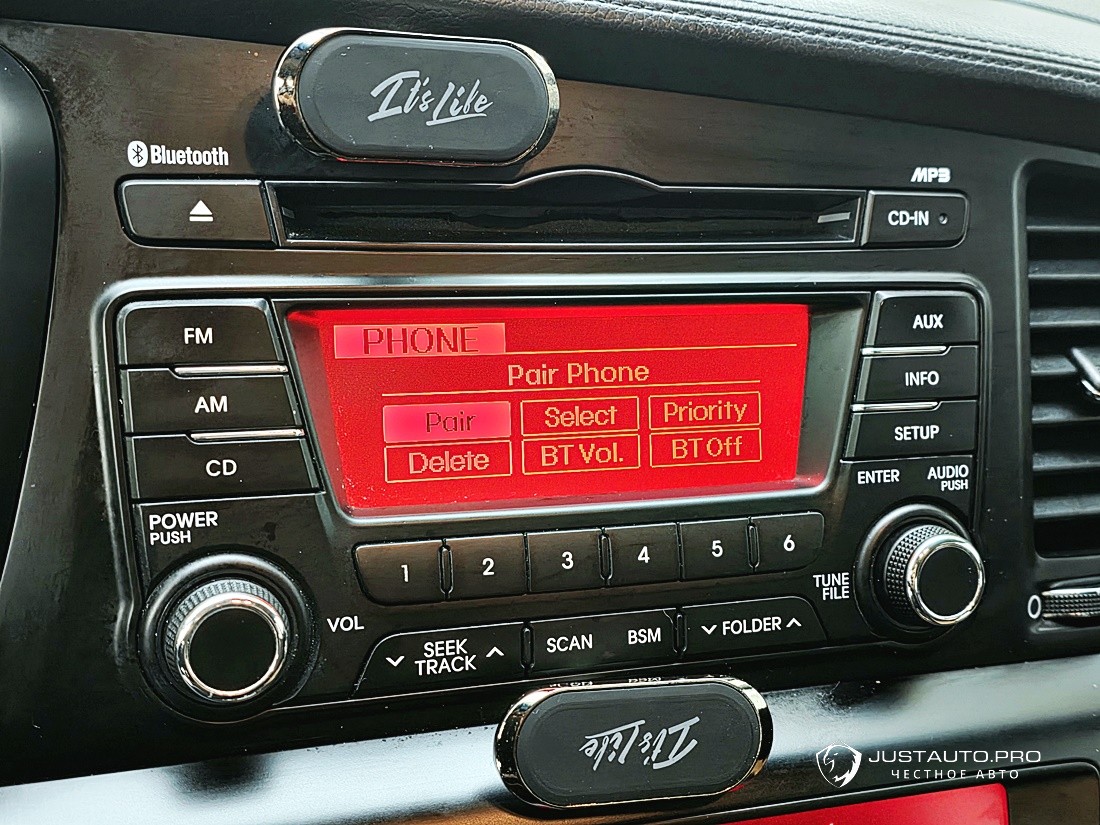 It's Life
Bluetooth
MP3
CD-IN
FM
AM
CD
PHONE
Pair Phone
Pair Select Priority
Delete BT Vol. BT Off
AUX
INFO
SETUP
ENTER
AUDIO
PUSH
POWER
PUSH
VOL
1 2 3 4 5 6
TUNE
FILE
SEEK
TRACK
SCAN BSM
FOLDER
It's Life
JUSTAUTO.PRO
ЧЕСТНОЕ АВТО